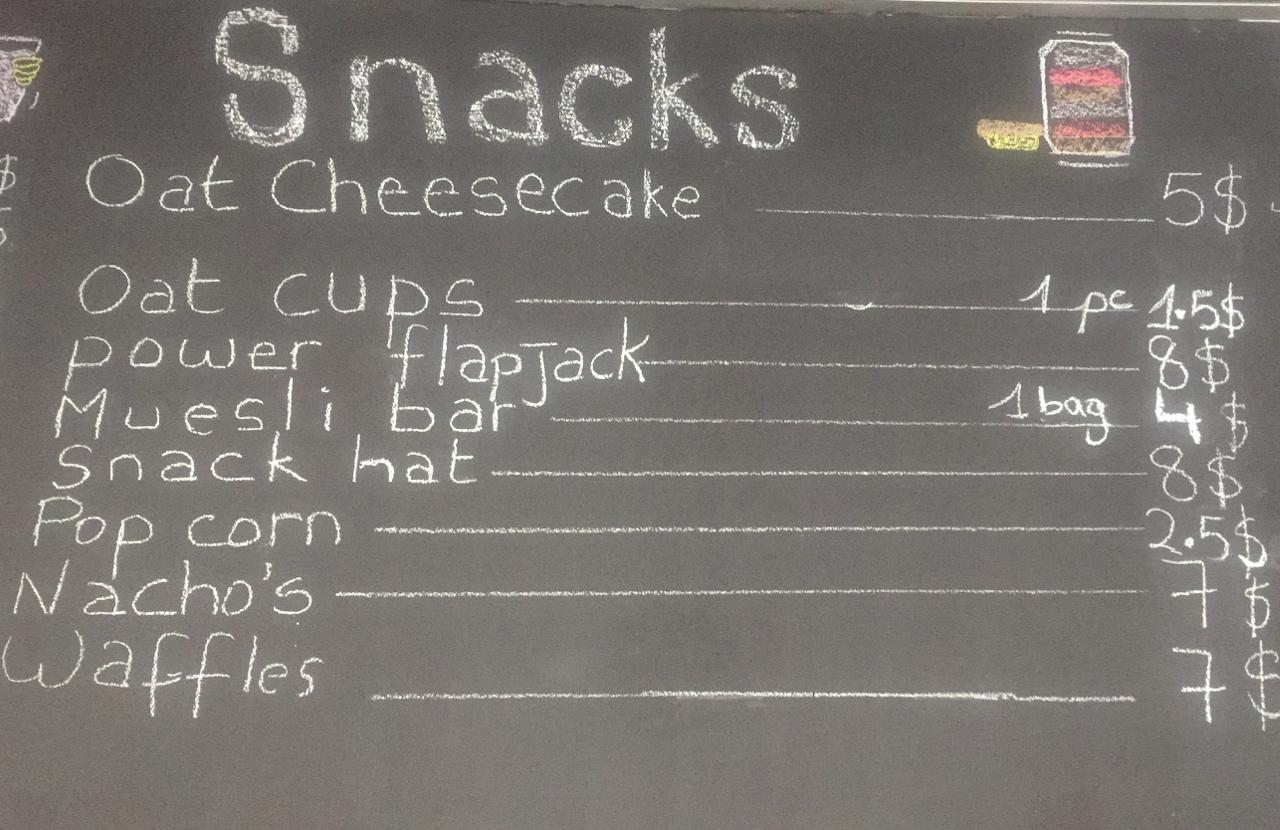 Snacks
Oat Cheesecake 5$
Oat cups 1 pc 1.5$
power flapjack 8$
Muesli bar 1 bag 4 $
Snack hat 8$
Pop corn 2.5$
Nacho's 7 $
Waffles 7 $